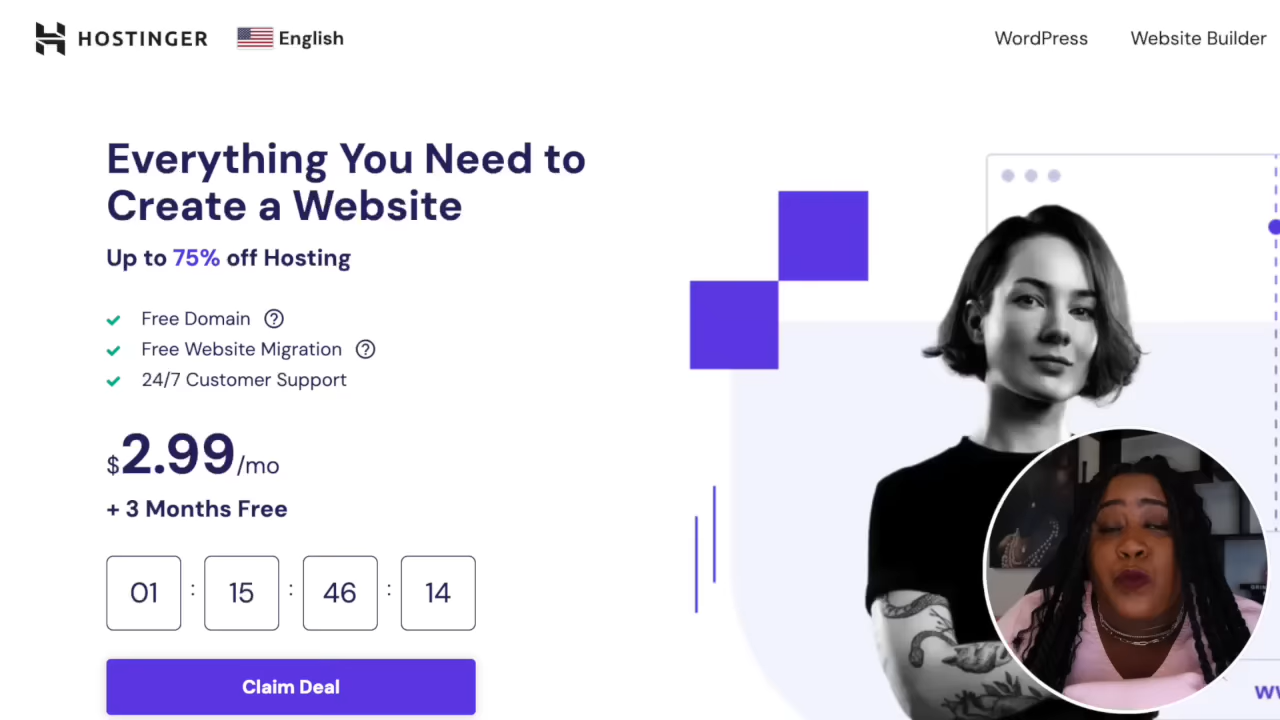 HOSTINGER
English
WordPress
Website Builder
Everything You Need to
Create a Website
Up to 75% off Hosting
Free Domain ?
Free Website Migration ?
24/7 Customer Support
$2.99/mo
+ 3 Months Free
01 : 15 : 46 : 14
Claim Deal